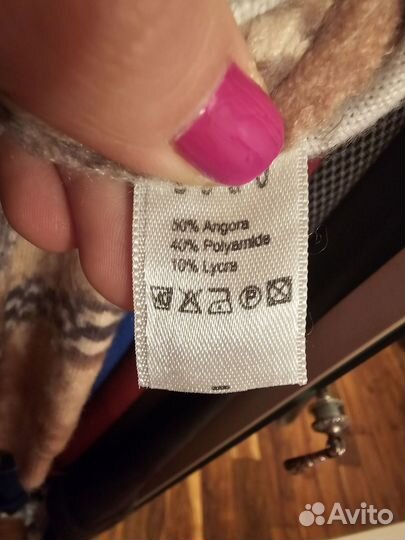 50% Angora
40% Polyamide
10% Lycra
Avito